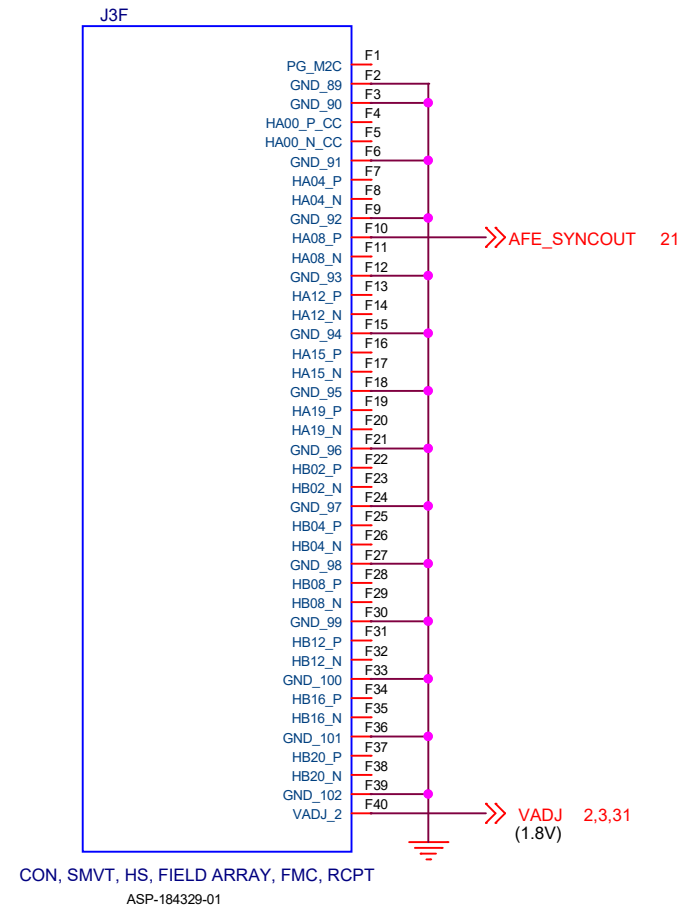 J3F
PG_M2C F1
GND_89 F2
GND_90 F3
HA00_P_CC F4
HA00_N_CC F5
GND_91 F6
HA04_P F7
HA04_N F8
GND_92 F9
HA08_P F10 AFE_SYNCOUT 21
HA08_N F11
GND_93 F12
HA12_P F13
HA12_N F14
GND_94 F15
HA15_P F16
HA15_N F17
GND_95 F18
HA19_P F19
HA19_N F20
GND_96 F21
HB02_P F22
HB02_N F23
GND_97 F24
HB04_P F25
HB04_N F26
GND_98 F27
HB08_P F28
HB08_N F29
GND_99 F30
HB12_P F31
HB12_N F32
GND_100 F33
HB16_P F34
HB16_N F35
GND_101 F36
HB20_P F37
HB20_N F38
GND_102 F39
VADJ_2 F40 VADJ 2,3,31
(1.8V)
CON, SMVT, HS, FIELD ARRAY, FMC, RCPT
ASP-184329-01